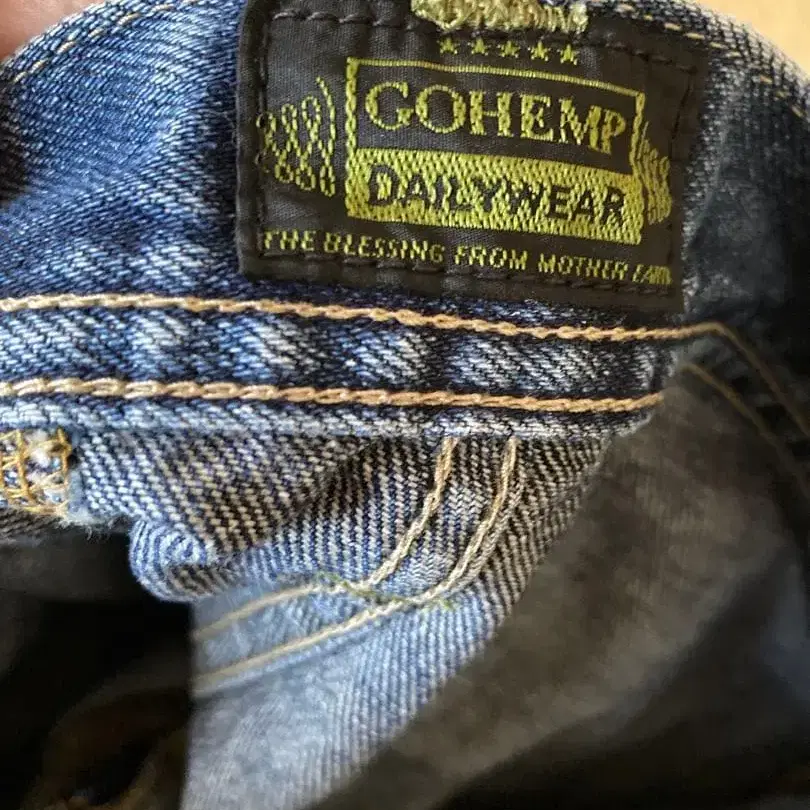 ★★★★★
GOHEMP
DAILYWEAR
THE BLESSING FROM MOTHER EARTH